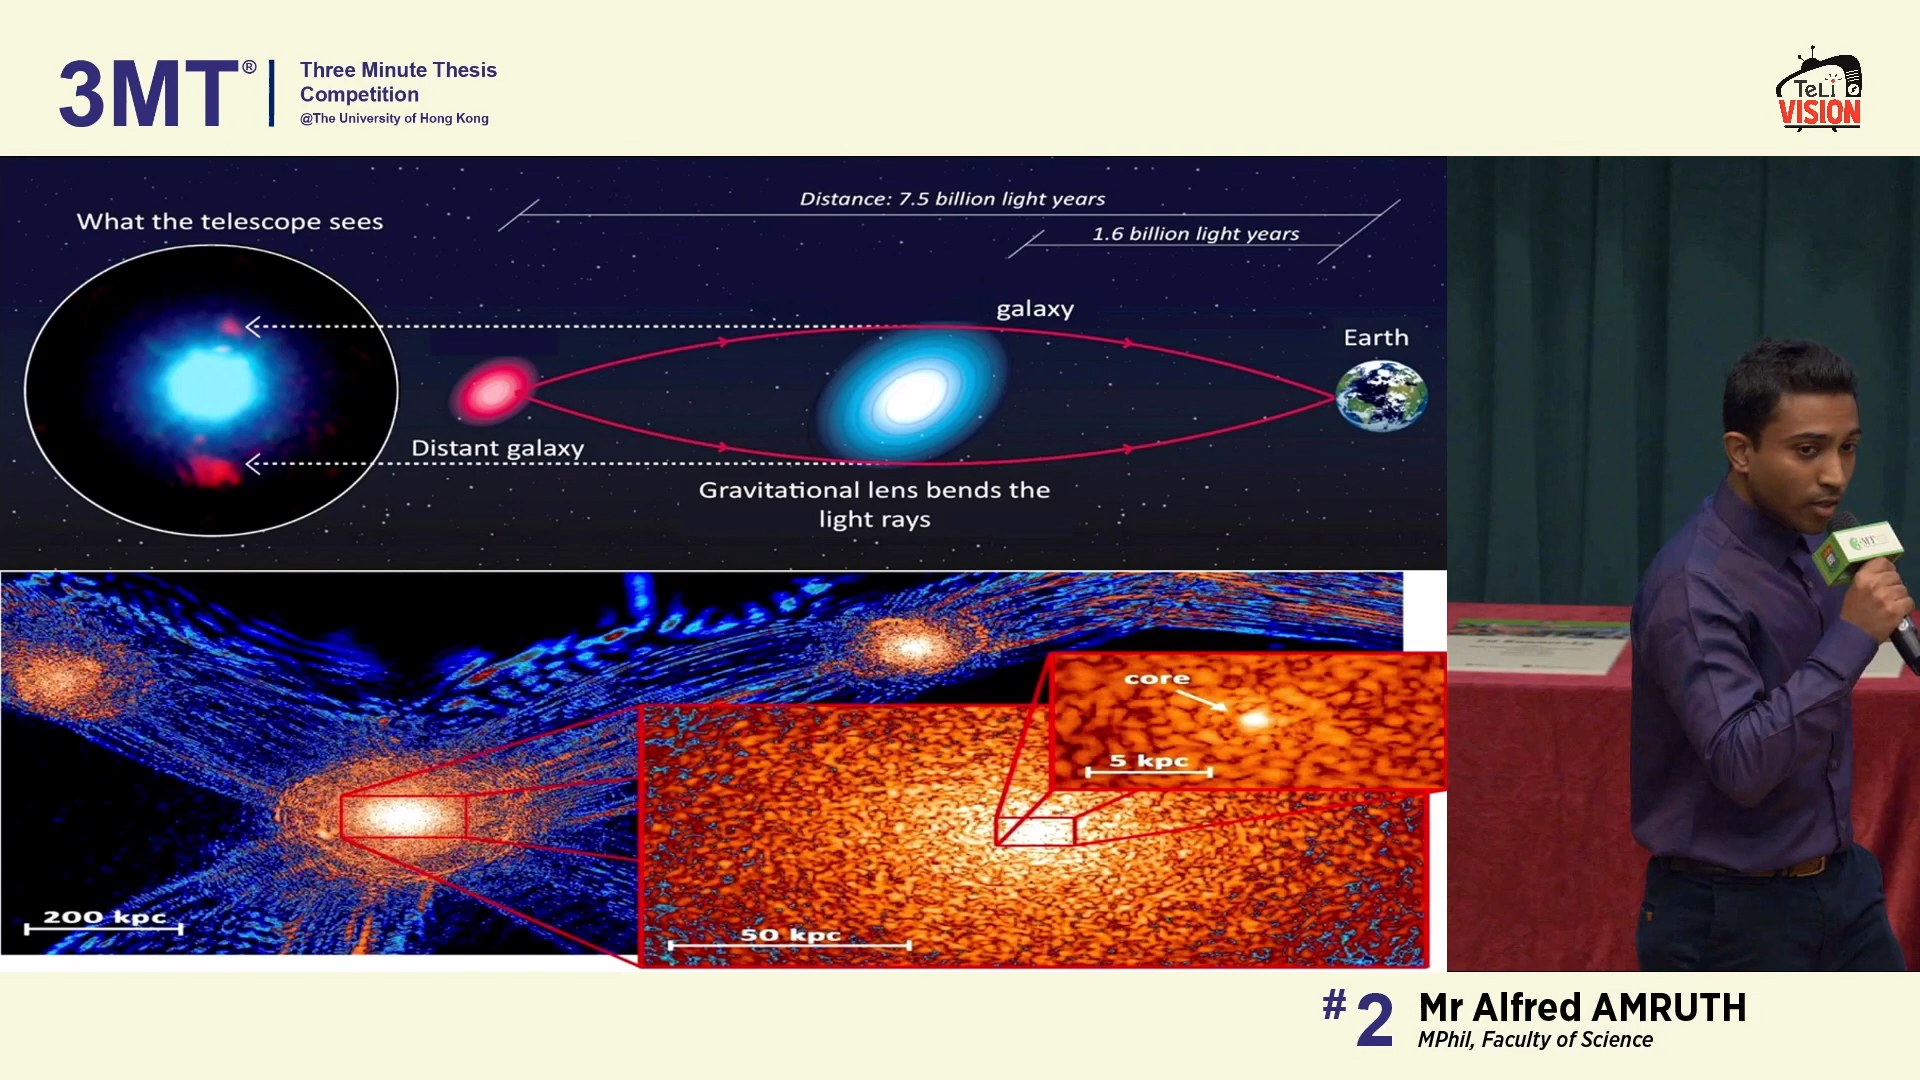 3MT®
Three Minute Thesis
Competition
@The University of Hong Kong
TeLi
VISION
Distance: 7.5 billion light years
1.6 billion light years
What the telescope sees
galaxy
Earth
Distant galaxy
Gravitational lens bends the
light rays
core
5 kpc
200 kpc
50 kpc
#2
Mr Alfred AMRUTH
MPhil, Faculty of Science